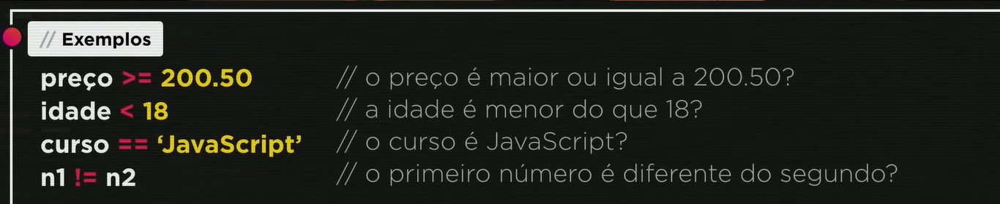 // Exemplos
preço >= 200.50 // o preço é maior ou igual a 200.50?
idade < 18 // a idade é menor do que 18?
curso == ‘JavaScript’ // o curso é JavaScript?
n1 != n2 // o primeiro número é diferente do segundo?